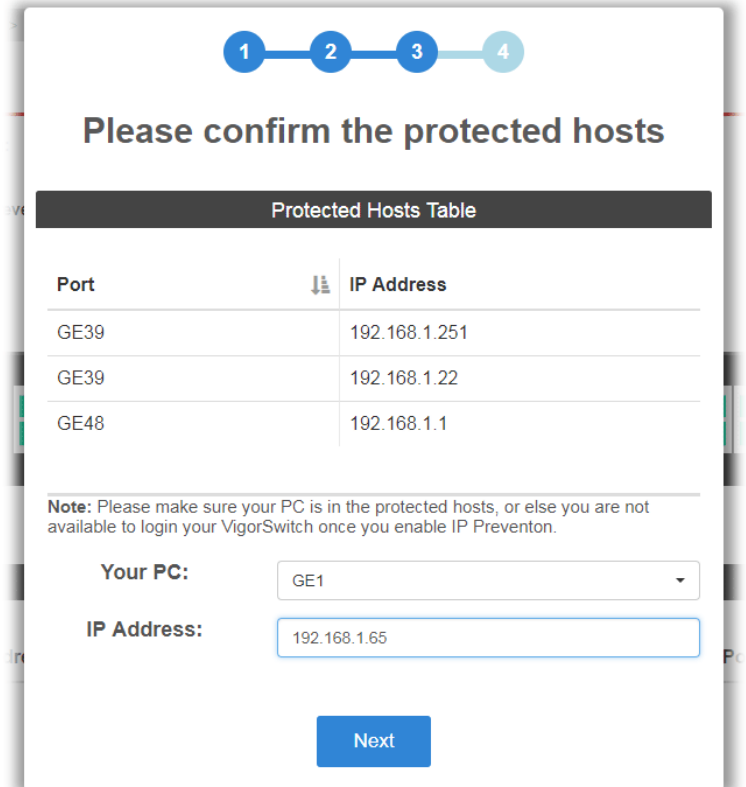 1 2 3 4
Please confirm the protected hosts
Protected Hosts Table
Port IP Address
GE39 192.168.1.251
GE39 192.168.1.22
GE48 192.168.1.1
Note: Please make sure your PC is in the protected hosts, or else you are not
available to login your VigorSwitch once you enable IP Preventon.
Your PC: GE1
IP Address: 192.168.1.65
Next